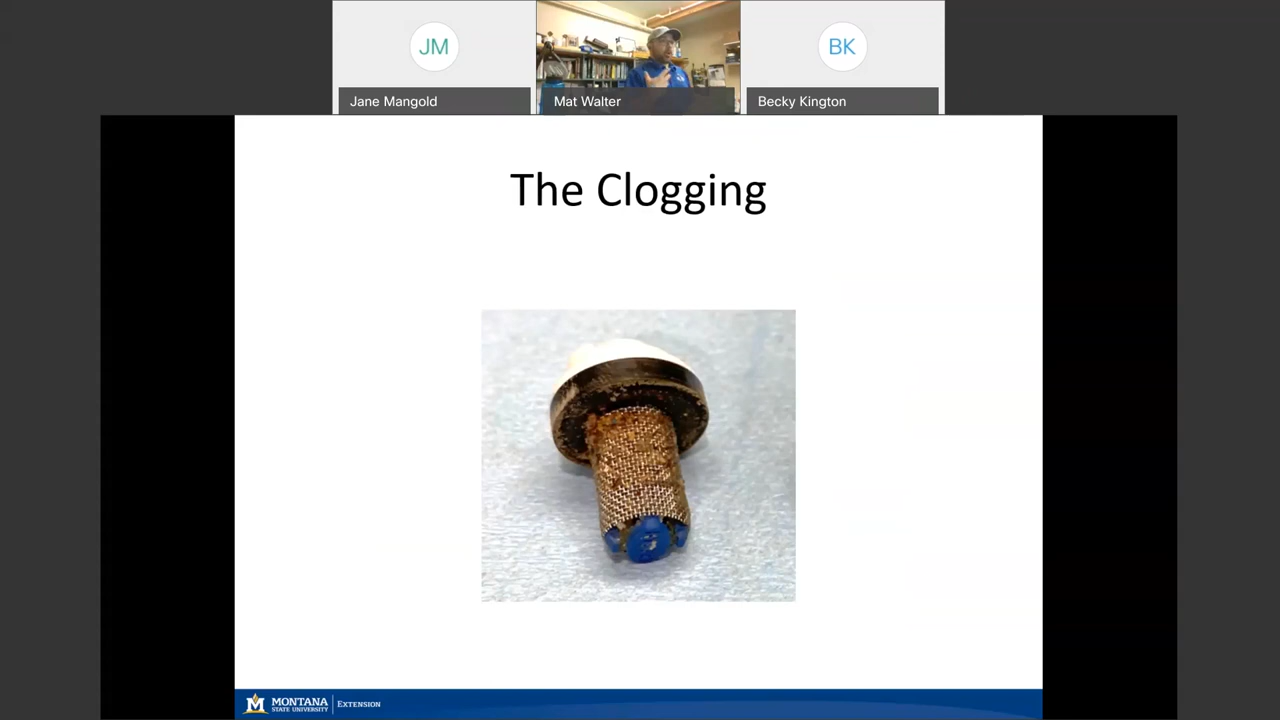 JM
BK
Jane Mangold
Mat Walter
Becky Kington
The Clogging
M MONTANA
STATE UNIVERSITY
EXTENSION